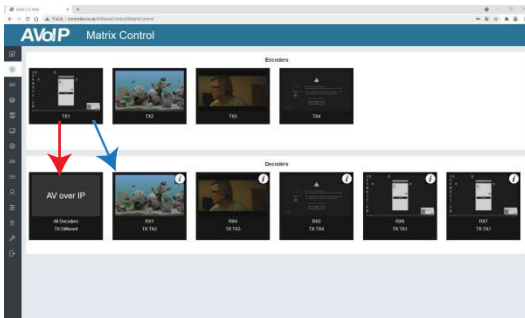 AVoIP Matrix Control
Encoders
TX1
TX2
TX3
TX4
Decoders
AV over IP
All Decoders
TX:Different
RX1
TX:TX2
RX4
TX:TX3
RX5
TX:TX4
RX6
TX:TX1
RX7
TX:TX1